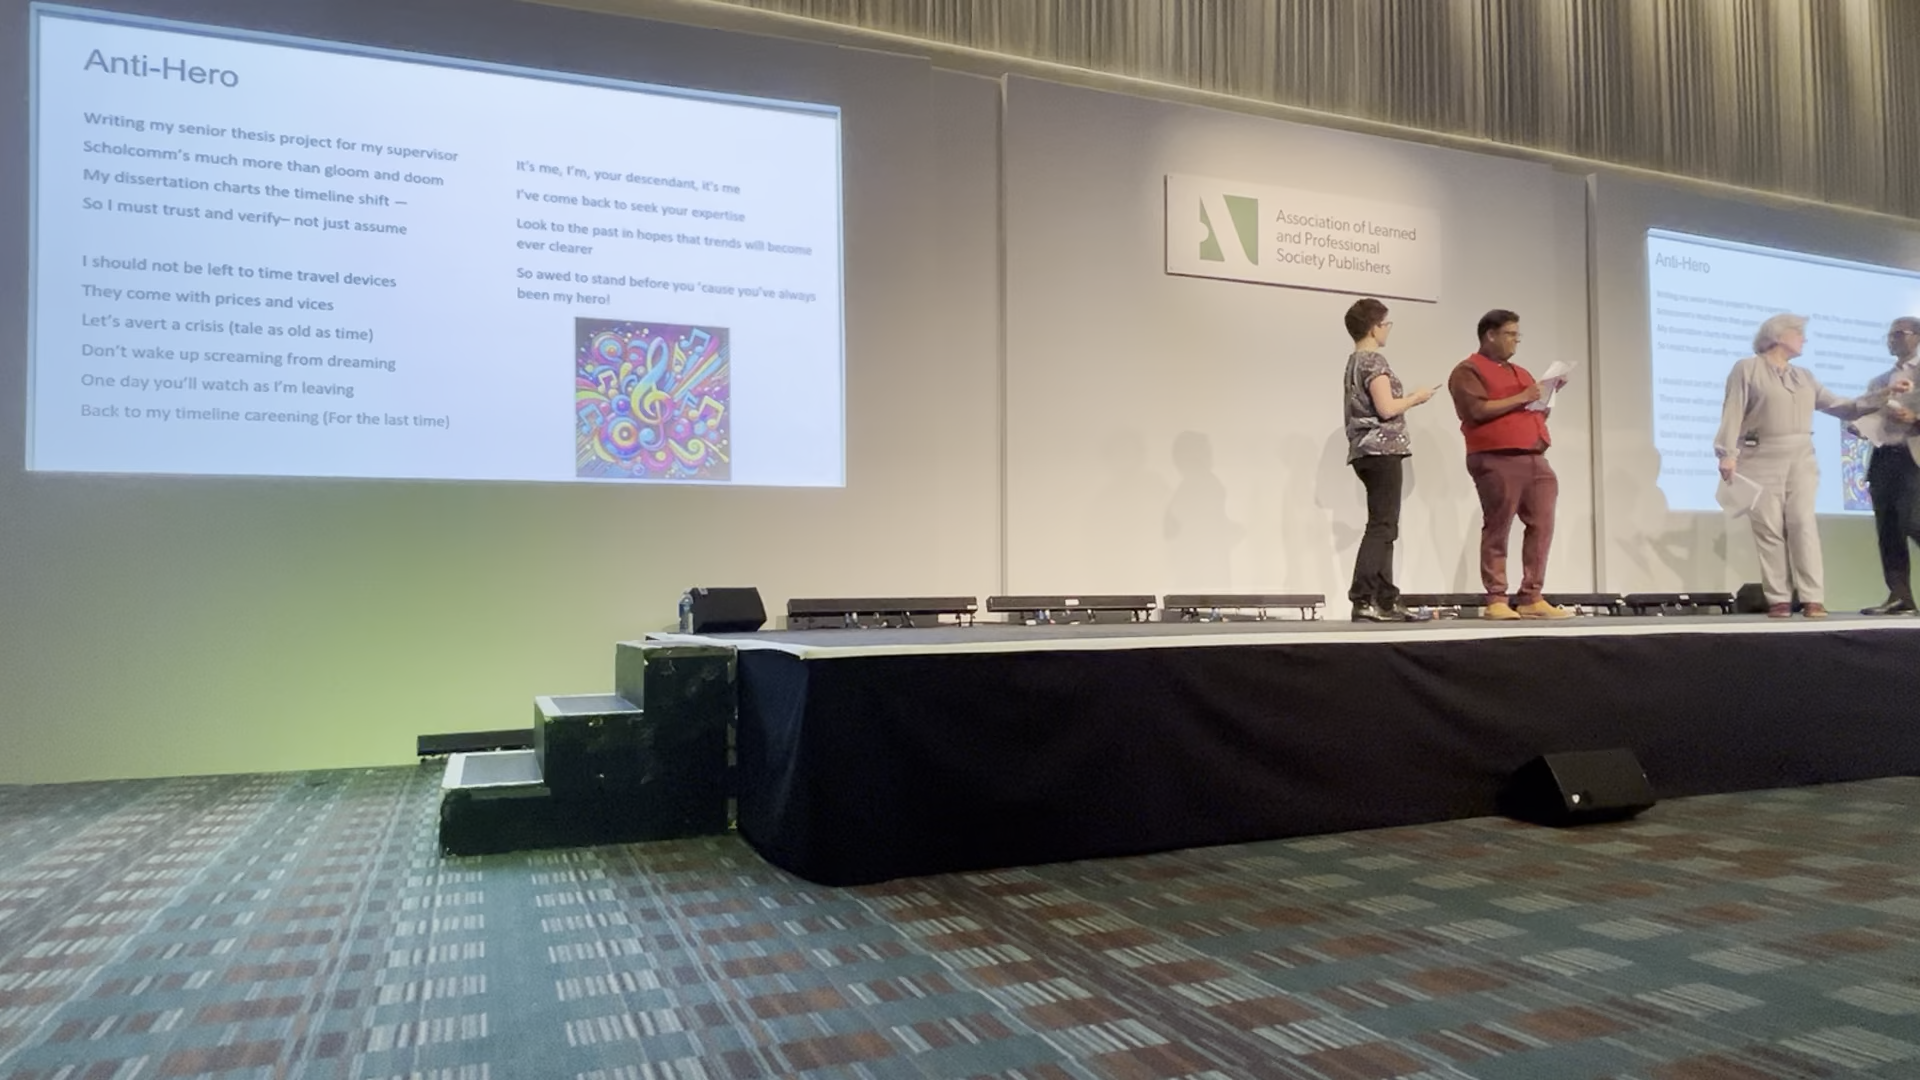 Anti-Hero
Writing my senior thesis project for my supervisor
Scholcomm's much more than gloom and doom
My dissertation charts the timeline shift —
So I must trust and verify– not just assume
I should not be left to time travel devices
They come with prices and vices
Let's avert a crisis (tale as old as time)
Don't wake up screaming from dreaming
One day you'll watch as I'm leaving
Back to my timeline careening (For the last time)
It's me, I'm, your descendant, it's me
I've come back to seek your expertise
Look to the past in hopes that trends will become
ever clearer
So awed to stand before you 'cause you've always
been my hero!
Association of Learned
and Professional
Society Publishers
Anti-Hero